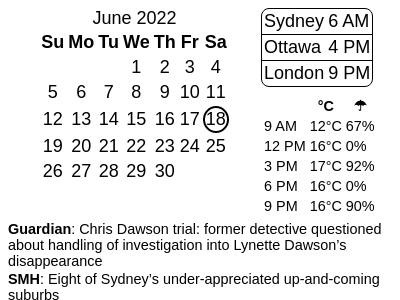 June 2022
Su Mo Tu We Th Fr Sa
1 2 3 4
5 6 7 8 9 10 11
12 13 14 15 16 17 18
19 20 21 22 23 24 25
26 27 28 29 30
Sydney 6 AM
Ottawa 4 PM
London 9 PM
°C ☂
9 AM 12°C 67%
12 PM 16°C 0%
3 PM 17°C 92%
6 PM 16°C 0%
9 PM 16°C 90%
Guardian: Chris Dawson trial: former detective questioned
about handling of investigation into Lynette Dawson’s
disappearance
SMH: Eight of Sydney’s under-appreciated up-and-coming
suburbs